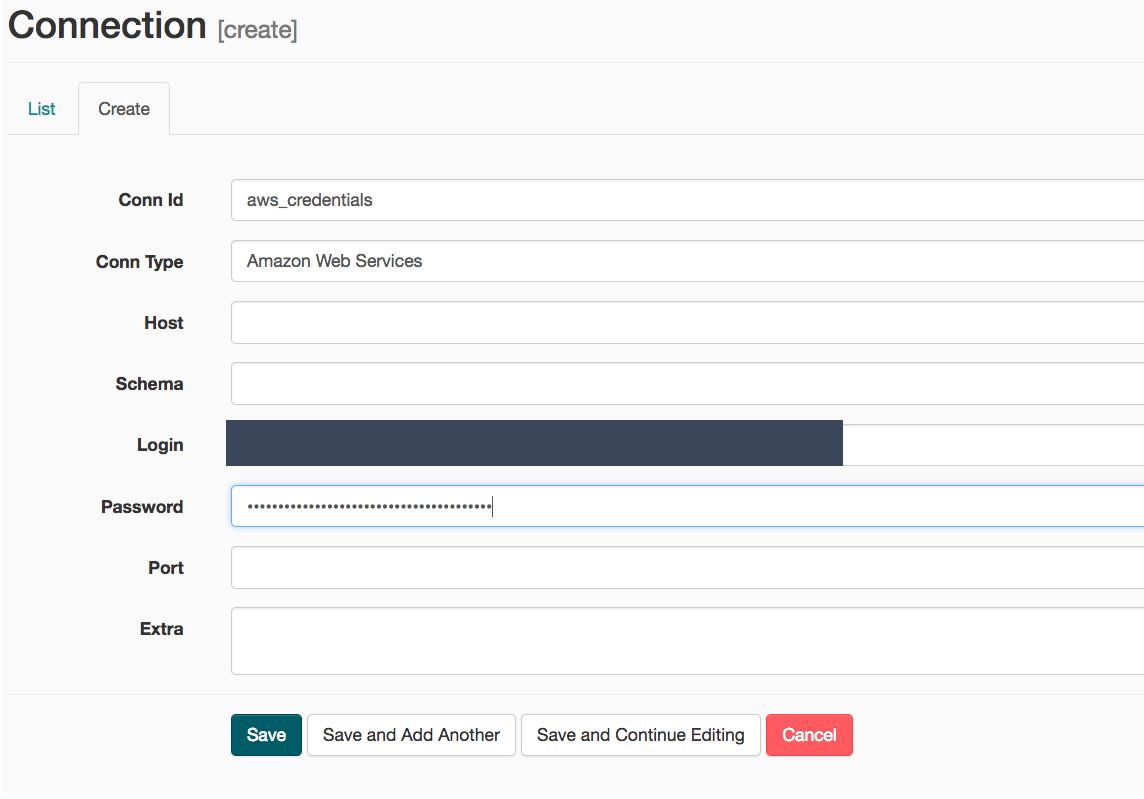 Connection [create]
List
Create
Conn Id
aws_credentials
Conn Type
Amazon Web Services
Host
Schema
Login
Password
••••••••••••••••••••••••••••••••••••••••
Port
Extra
Save
Save and Add Another
Save and Continue Editing
Cancel